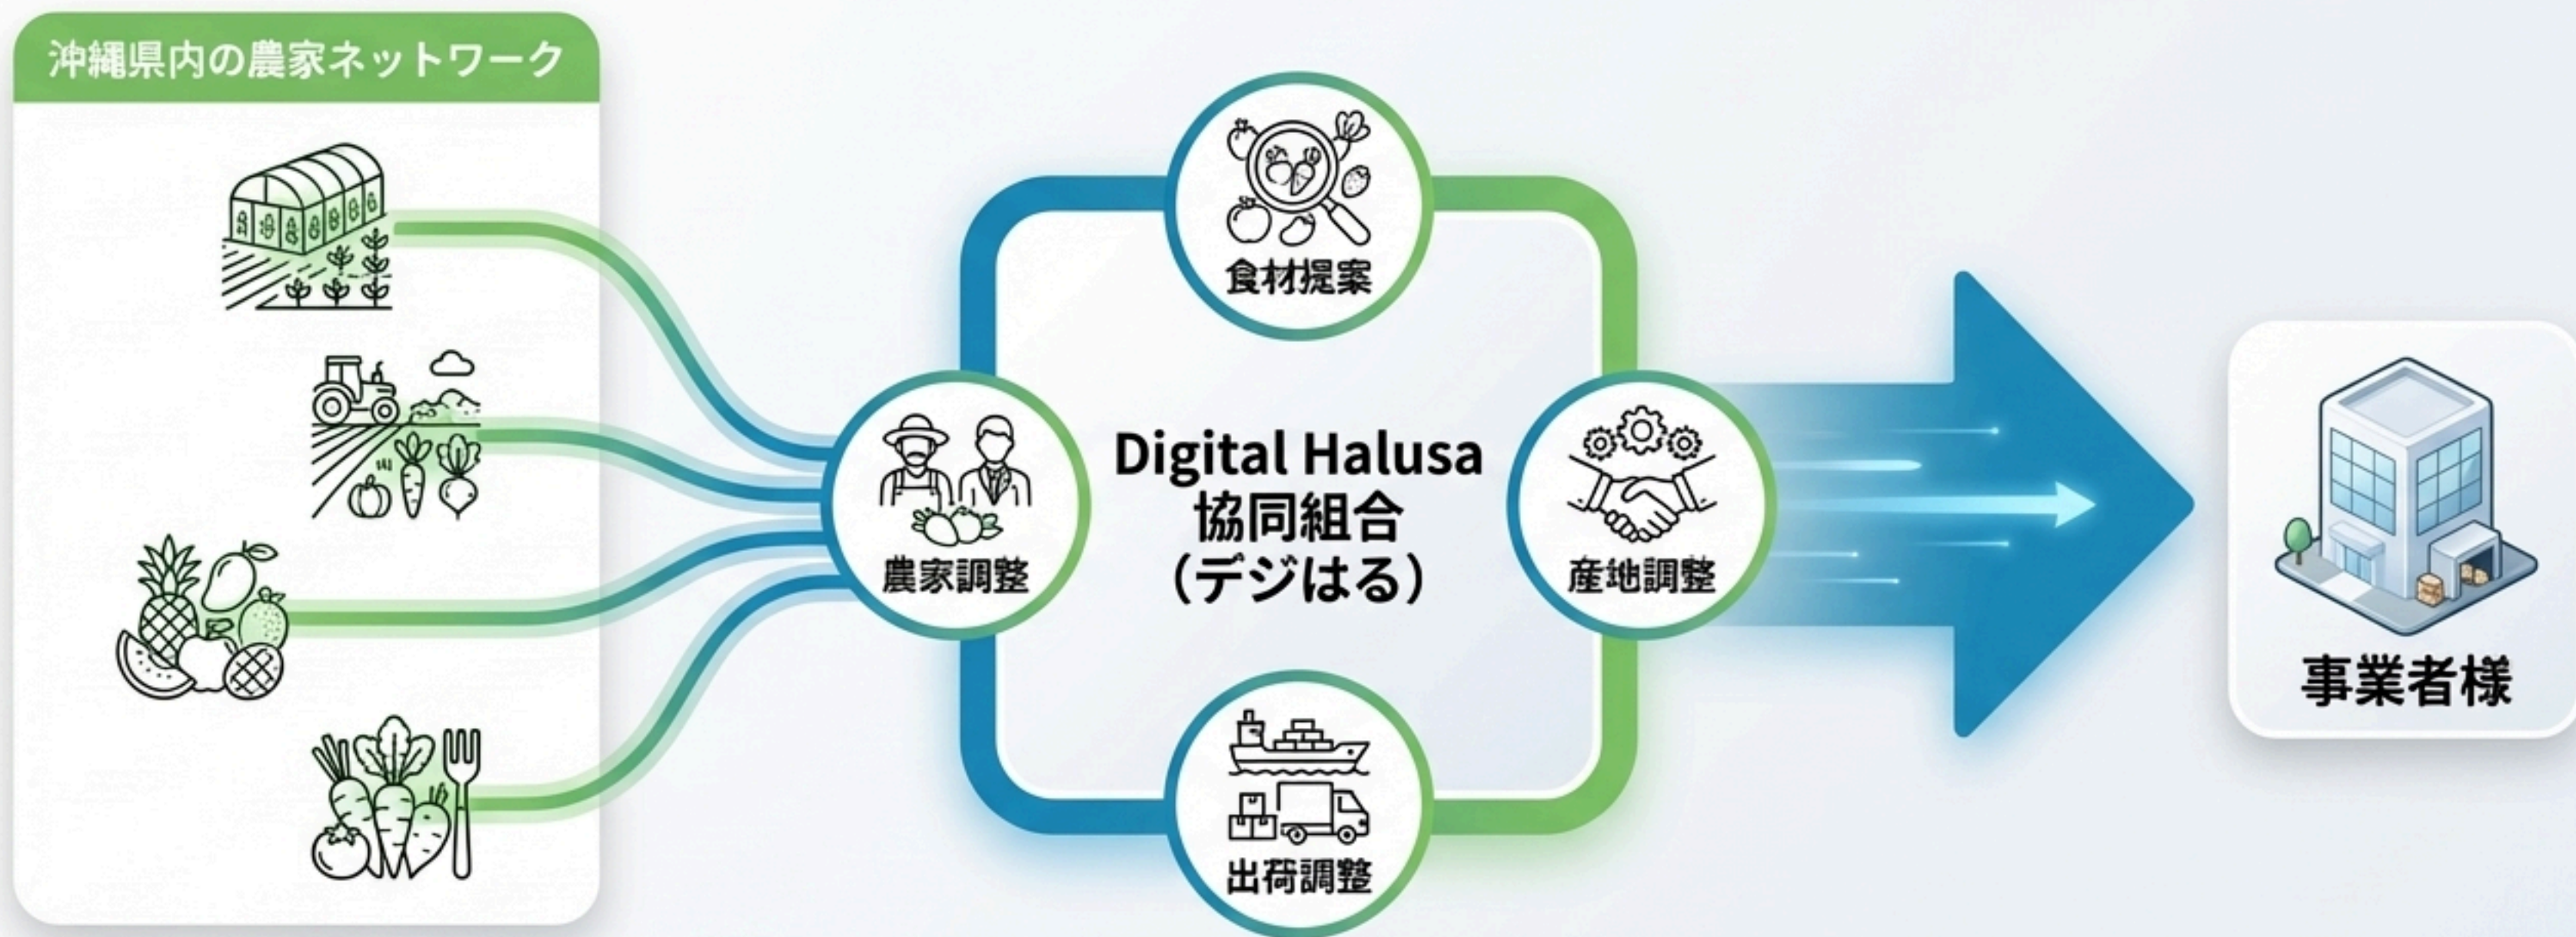 沖縄県内の農家ネットワーク
食材提案
農家調整
Digital Halusa
協同組合
（デジはる）
産地調整
出荷調整
事業者様